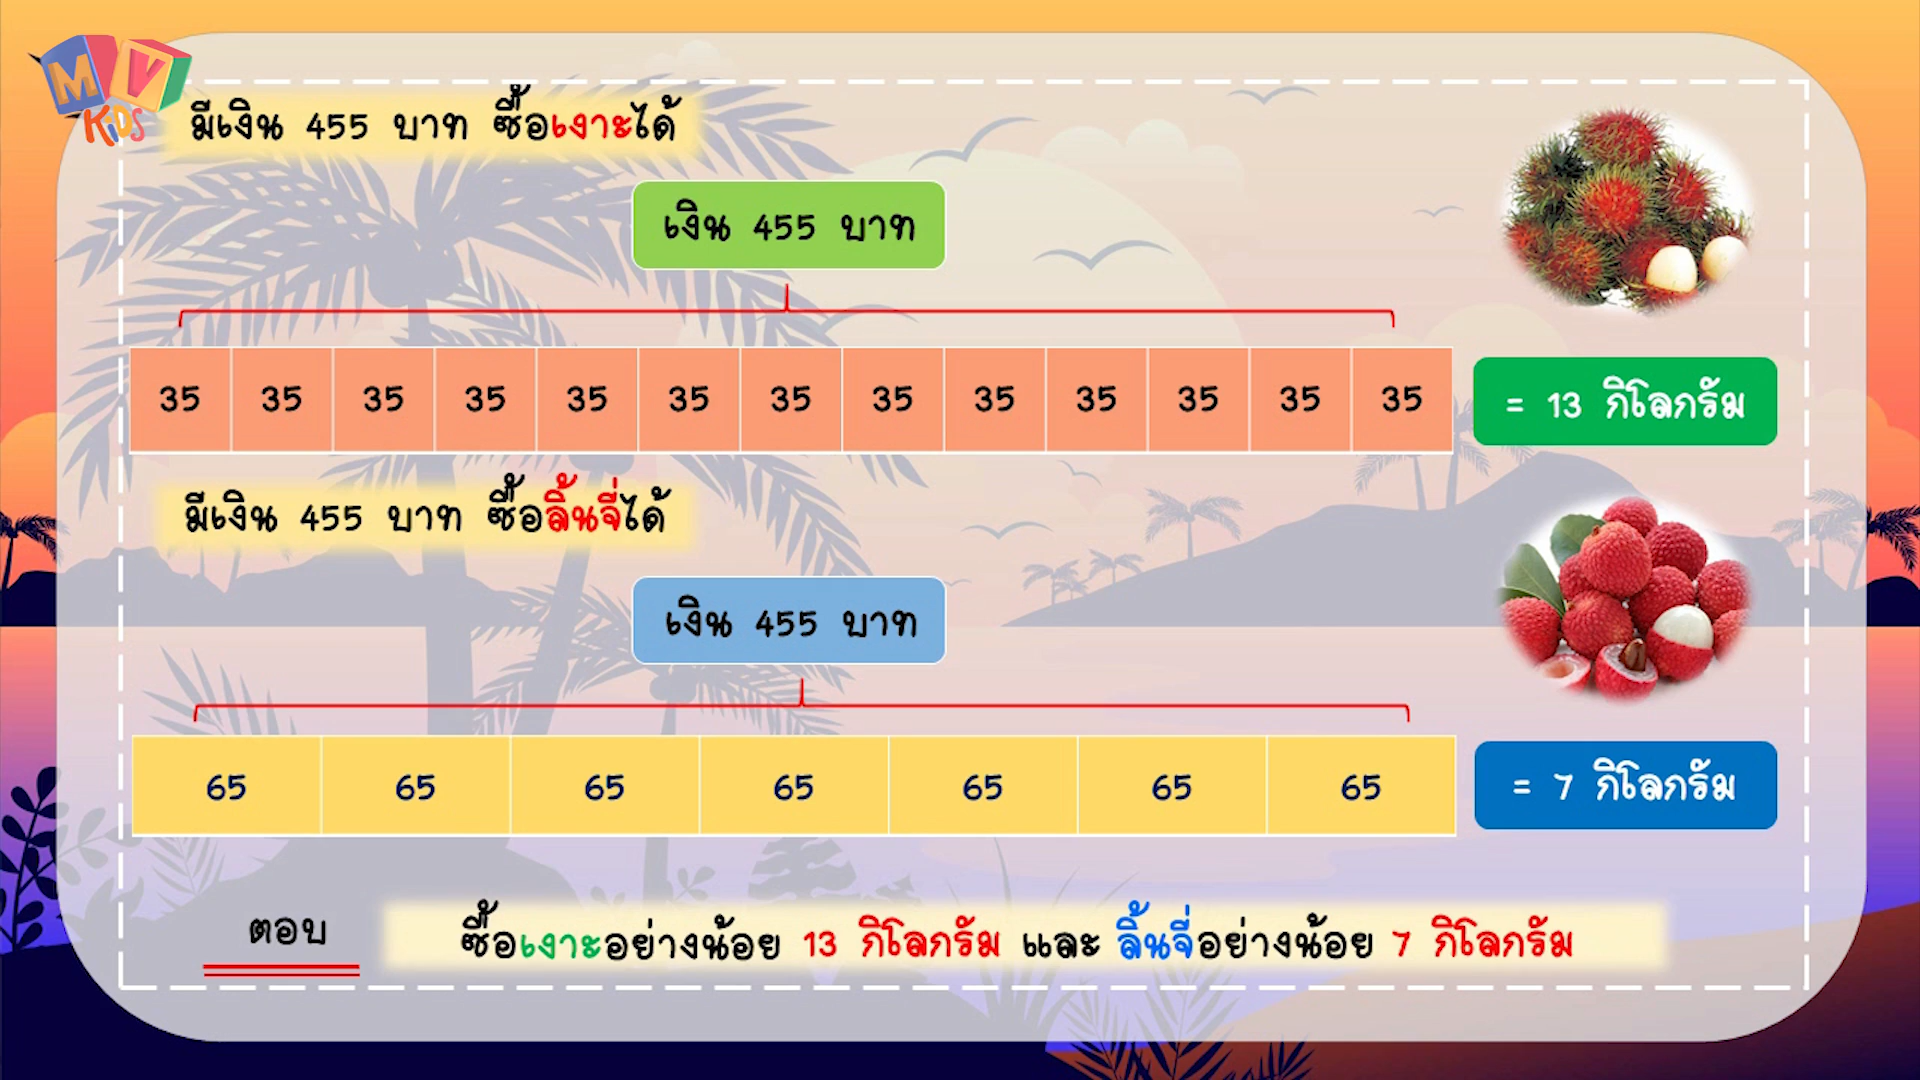 MV
KiDS
มีเงิน 455 บาท ซื้อเงาะได้
เงิน 455 บาท
35 35 35 35 35 35 35 35 35 35 35 35 35
= 13 กิโลกรัม
มีเงิน 455 บาท ซื้อลิ้นจี่ได้
เงิน 455 บาท
65 65 65 65 65 65 65
= 7 กิโลกรัม
ตอบ ซื้อเงาะอย่างน้อย 13 กิโลกรัม และ ลิ้นจี่อย่างน้อย 7 กิโลกรัม